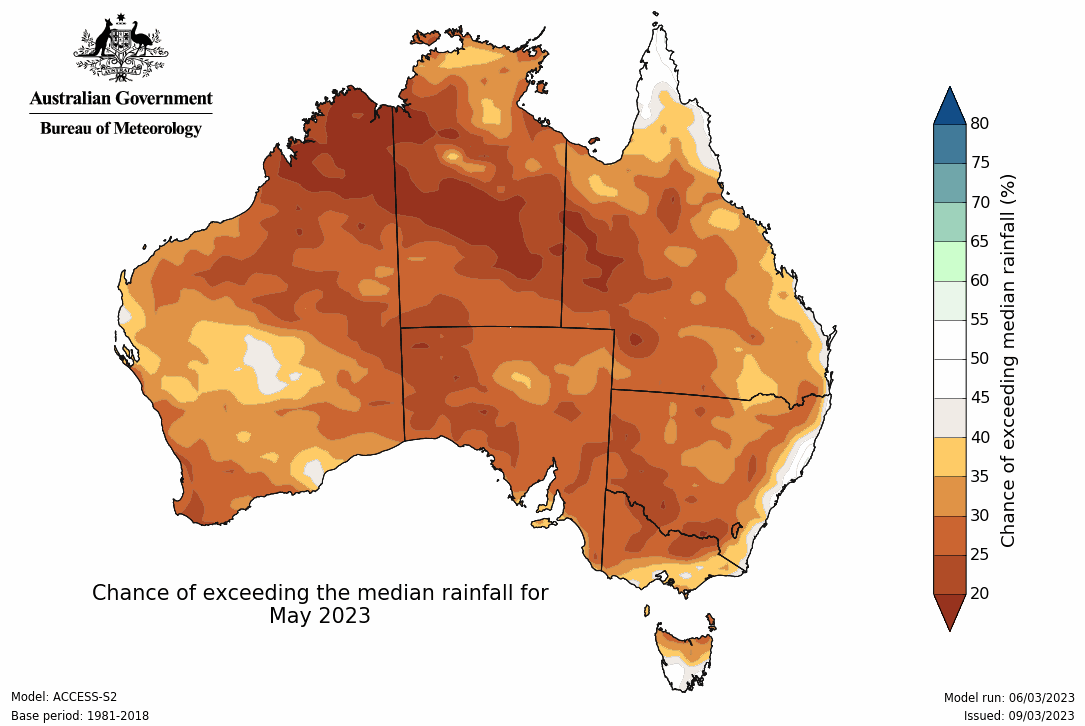 Australian Government
Bureau of Meteorology
80
75
70
65
60
55
50
45
40
35
30
25
20
Chance of exceeding median rainfall (%)
Chance of exceeding the median rainfall for
May 2023
Model: ACCESS-S2
Base period: 1981-2018
Model run: 06/03/2023
Issued: 09/03/2023